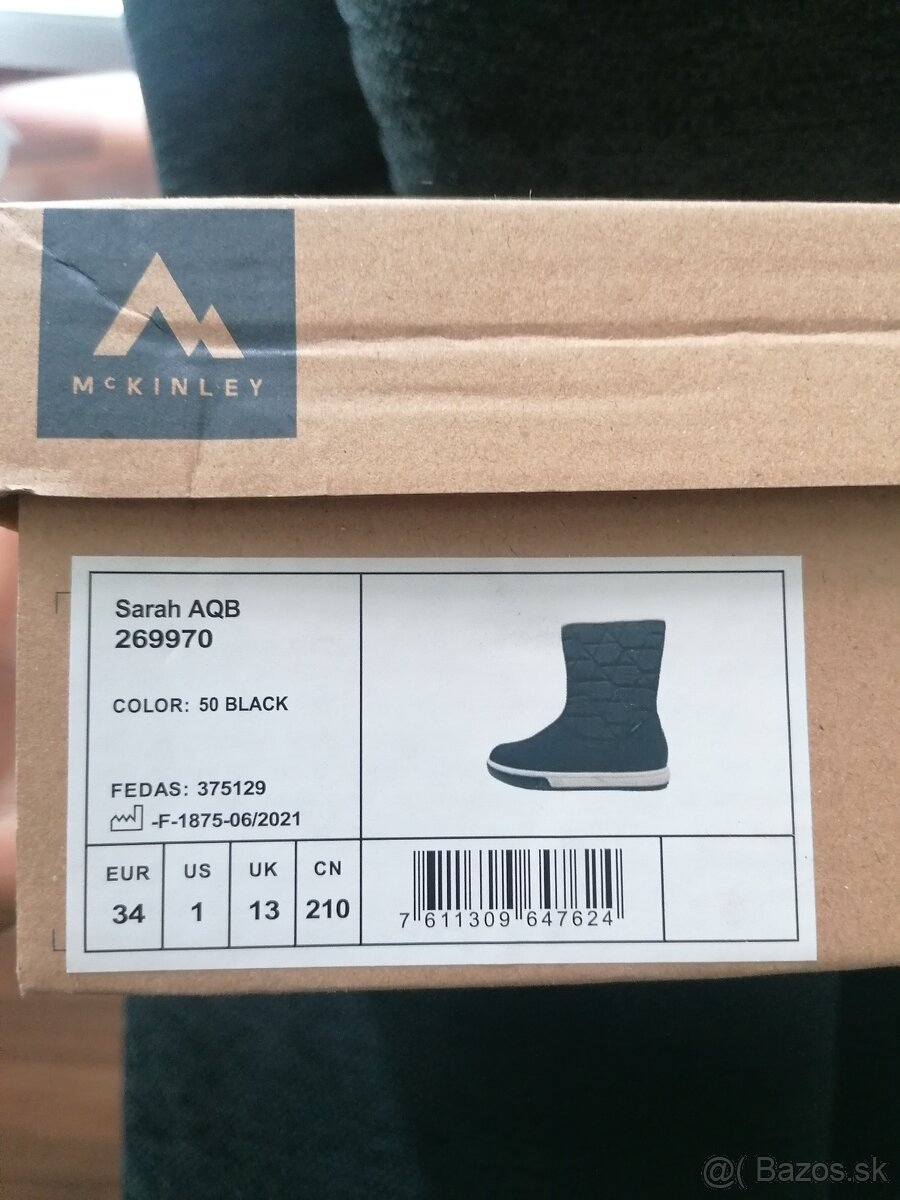 McKINLEY
Sarah AQB
269970
COLOR: 50 BLACK
FEDAS: 375129
-F-1875-06/2021
EUR US UK CN
34 1 13 210
7 611309 647624
@( Bazos.sk